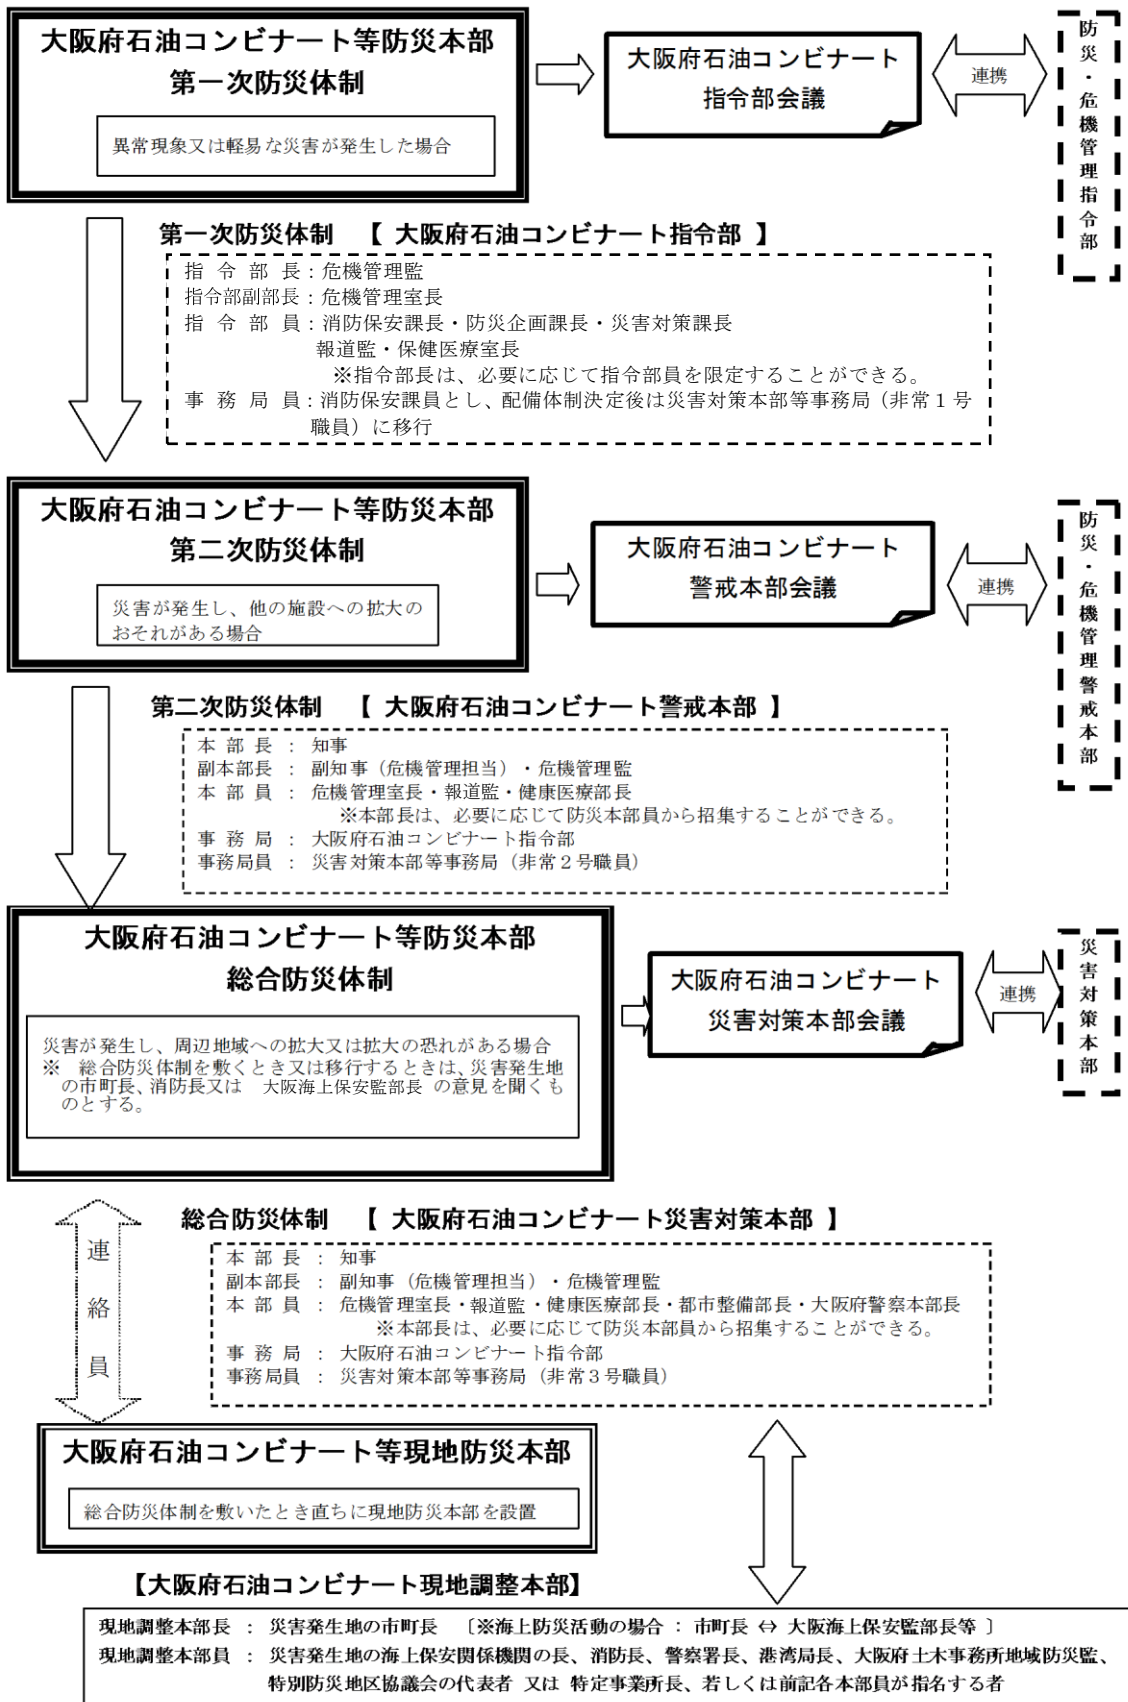 大阪府石油コンビナート等防災本部
第一次防災体制
異常現象又は軽易な災害が発生した場合
大阪府石油コンビナート
指令部会議
連携
防災・危機管理指令部
第一次防災体制 【 大阪府石油コンビナート指令部 】
指 令 部 長：危機管理監
指令部副部長：危機管理室長
指 令 部 員：消防保安課長・防災企画課長・災害対策課長
報道監・保健医療室長
※指令部長は、必要に応じて指令部員を限定することができる。
事 務 局 員：消防保安課員とし、配備体制決定後は災害対策本部等事務局（非常１号
職員）に移行
大阪府石油コンビナート等防災本部
第二次防災体制
災害が発生し、他の施設への拡大の
おそれがある場合
大阪府石油コンビナート
警戒本部会議
連携
防災・危機管理警戒本部
第二次防災体制 【 大阪府石油コンビナート警戒本部 】
本 部 長 ： 知事
副本部長 ： 副知事（危機管理担当）・危機管理監
本 部 員 ： 危機管理室長・報道監・健康医療部長
※本部長は、必要に応じて防災本部員から招集することができる。
事 務 局 ： 大阪府石油コンビナート指令部
事務局員 ： 災害対策本部等事務局（非常２号職員）
大阪府石油コンビナート等防災本部
総合防災体制
災害が発生し、周辺地域への拡大又は拡大の恐れがある場合
※ 総合防災体制を敷くとき又は移行するときは、災害発生地
の市町長、消防長又は 大阪海上保安監部長 の意見を聞くも
のとする。
大阪府石油コンビナート
災害対策本部会議
連携
災害対策本部
総合防災体制 【 大阪府石油コンビナート災害対策本部 】
本 部 長 ： 知事
副本部長 ： 副知事（危機管理担当）・危機管理監
本 部 員 ： 危機管理室長・報道監・健康医療部長・都市整備部長・大阪府警察本部長
※本部長は、必要に応じて防災本部員から招集することができる。
事 務 局 ： 大阪府石油コンビナート指令部
事務局員 ： 災害対策本部等事務局（非常３号職員）
連絡員
大阪府石油コンビナート等現地防災本部
総合防災体制を敷いたとき直ちに現地防災本部を設置
【大阪府石油コンビナート現地調整本部】
現地調整本部長 ： 災害発生地の市町長 〔※海上防災活動の場合 ： 市町長 ⇔ 大阪海上保安監部長等 〕
現地調整本部員 ： 災害発生地の海上保安関係機関の長、消防長、警察署長、港湾局長、大阪府土木事務所地域防災監、
特別防災地区協議会の代表者 又は 特定事業所長、若しくは前記各本部員が指名する者